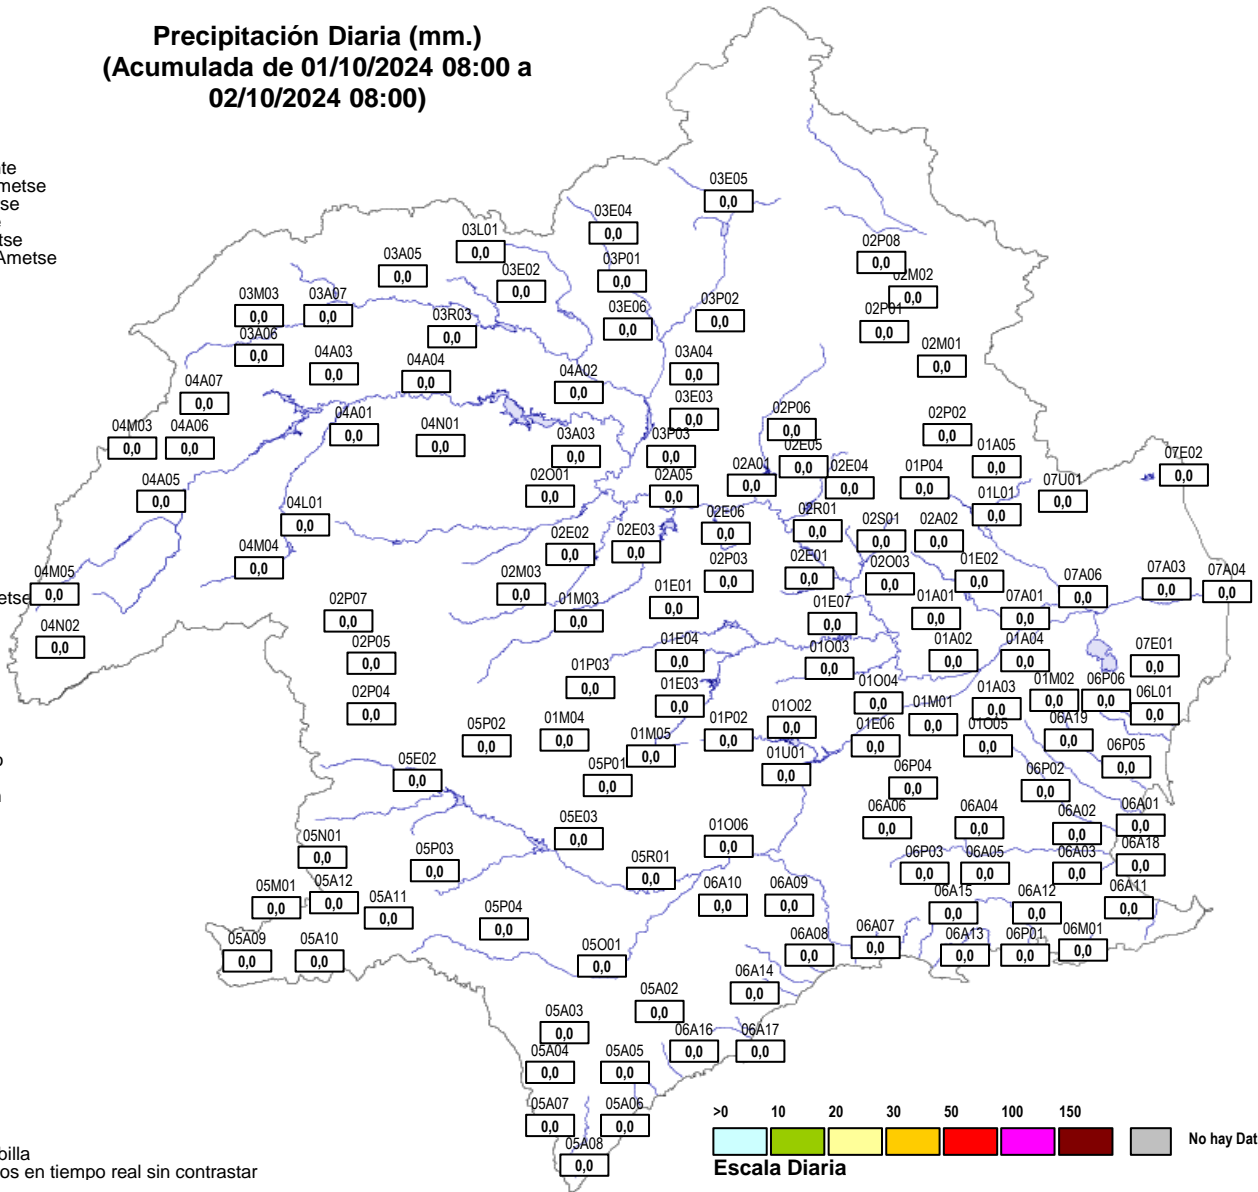 Precipitación Diaria (mm.)
(Acumulada de 01/10/2024 08:00 a
02/10/2024 08:00)
03E05
0,0
03E04
0,0
03L01
0,0
03A05
0,0
03P01
0,0
03E02
0,0
02P08
0,0
02M02
0,0
03M03
0,0
03A07
0,0
03R03
0,0
03E06
0,0
03P02
0,0
02P01
0,0
03A06
0,0
04A03
0,0
04A04
0,0
04A02
0,0
03A04
0,0
02M01
0,0
04A07
0,0
03E03
0,0
04M03
0,0
04A06
0,0
04A01
0,0
04N01
0,0
03A03
0,0
03P03
0,0
02P06
0,0
02E05
0,0
02P02
0,0
01A05
0,0
07E02
0,0
04A05
0,0
02O01
0,0
02A05
0,0
02A01
0,0
02E04
0,0
01P04
0,0
01L01
0,0
07U01
0,0
04L01
0,0
02E02
0,0
02E03
0,0
02E06
0,0
02R01
0,0
02S01
0,0
02A02
0,0
04M05
0,0
04M04
0,0
02M03
0,0
01M03
0,0
01E01
0,0
02P03
0,0
02E01
0,0
02O03
0,0
01E02
0,0
07A06
0,0
07A03
0,0
07A04
0,0
04N02
0,0
02P07
0,0
01E07
0,0
01A01
0,0
07A01
0,0
02P05
0,0
01E04
0,0
01O03
0,0
01A02
0,0
01A04
0,0
07E01
0,0
02P04
0,0
01P03
0,0
01E03
0,0
01O04
0,0
01M01
0,0
01A03
0,0
01M02
0,0
06P06
0,0
06L01
0,0
05P02
0,0
01M04
0,0
01M05
0,0
01P02
0,0
01O02
0,0
01E06
0,0
01O05
0,0
06A19
0,0
06P05
0,0
05E02
0,0
05P01
0,0
01U01
0,0
06P04
0,0
06P02
0,0
05E03
0,0
01O06
0,0
06A06
0,0
06A04
0,0
06A02
0,0
06A01
0,0
05N01
0,0
05P03
0,0
05R01
0,0
06P03
0,0
06A05
0,0
06A03
0,0
06A18
0,0
05M01
0,0
05A12
0,0
05A11
0,0
05P04
0,0
06A10
0,0
06A09
0,0
06A15
0,0
06A12
0,0
06A11
0,0
05A09
0,0
05A10
0,0
05O01
0,0
06A08
0,0
06A07
0,0
06A13
0,0
06P01
0,0
06M01
0,0
05A02
0,0
06A14
0,0
05A03
0,0
06A16
0,0
06A17
0,0
05A04
0,0
05A05
0,0
05A07
0,0
05A06
0,0
05A08
0,0
>0 10 20 30 50 100 150
No hay Dat
Escala Diaria
billa
os en tiempo real sin contrastar